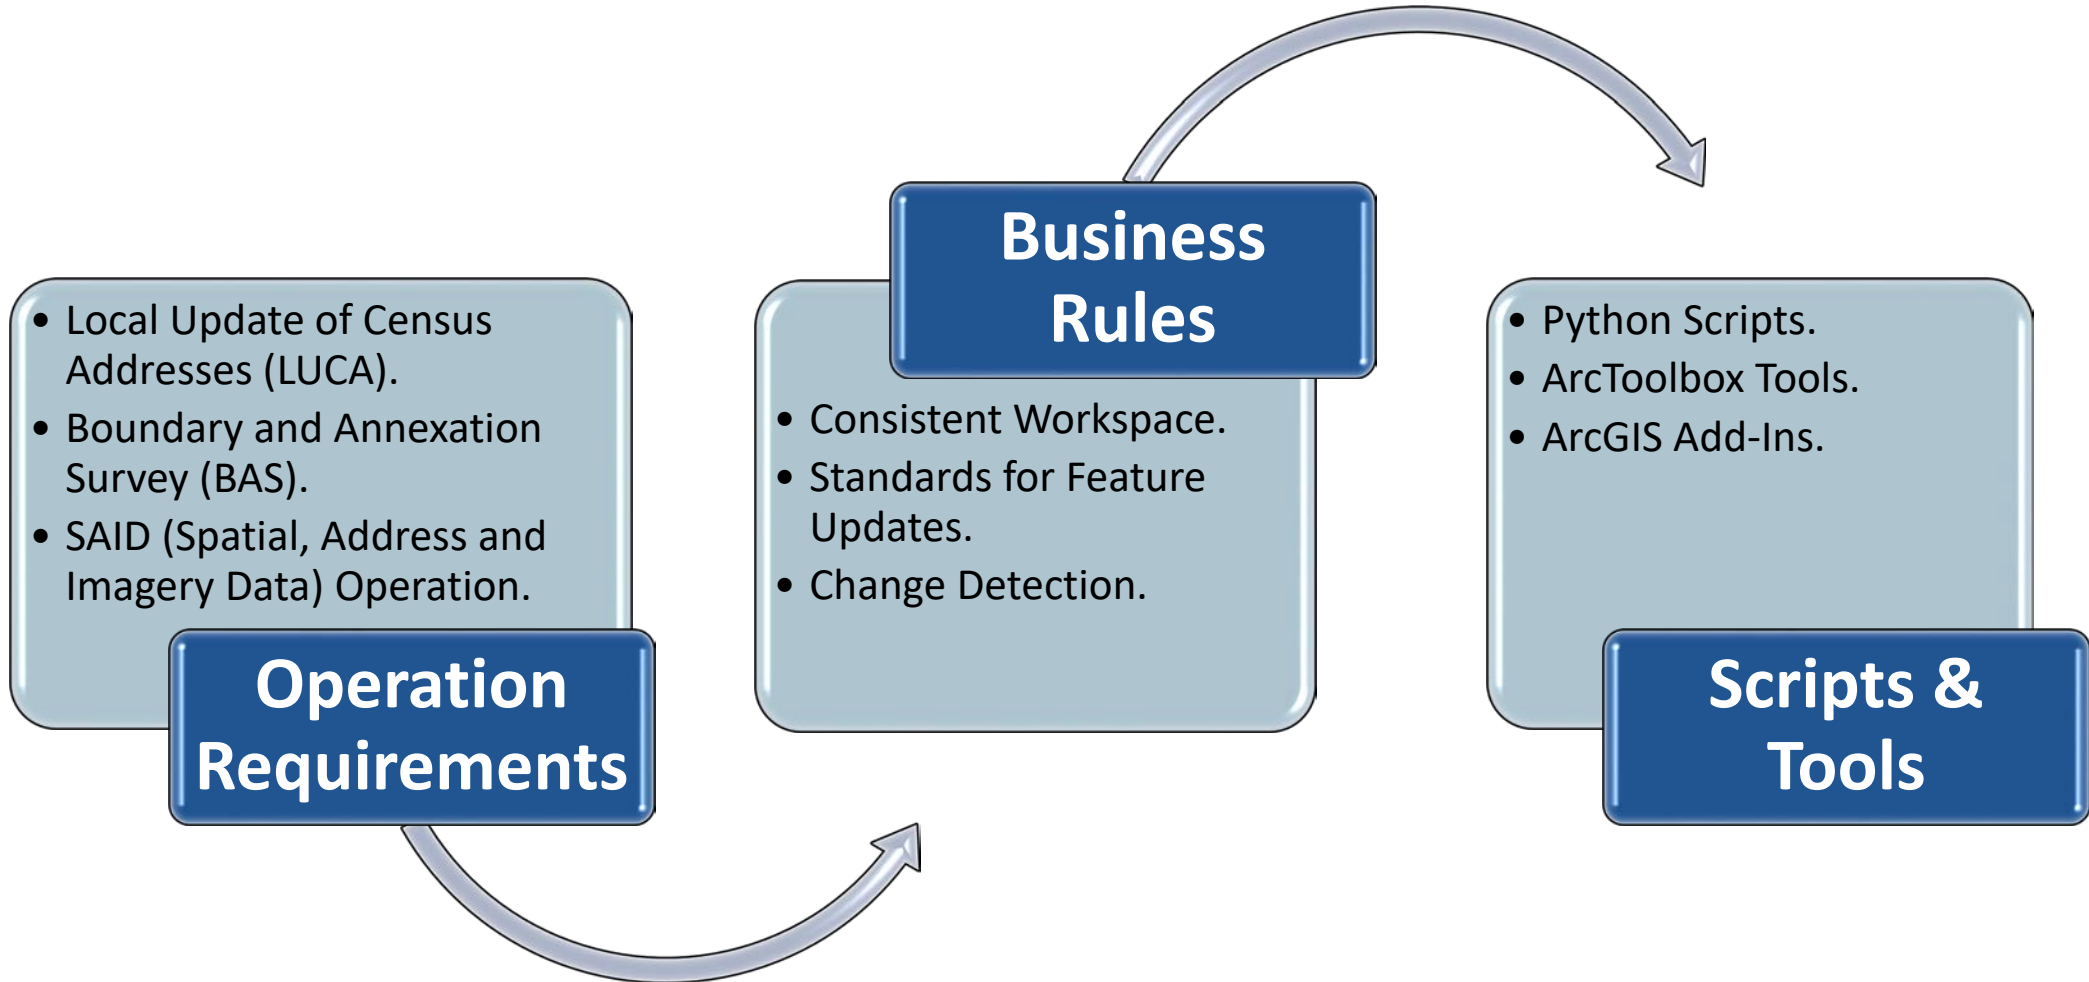 • Local Update of Census
Addresses (LUCA).
• Boundary and Annexation
Survey (BAS).
• SAID (Spatial, Address and
Imagery Data) Operation.
Operation
Requirements
Business
Rules
• Consistent Workspace.
• Standards for Feature
Updates.
• Change Detection.
• Python Scripts.
• ArcToolbox Tools.
• ArcGIS Add-Ins.
Scripts &
Tools